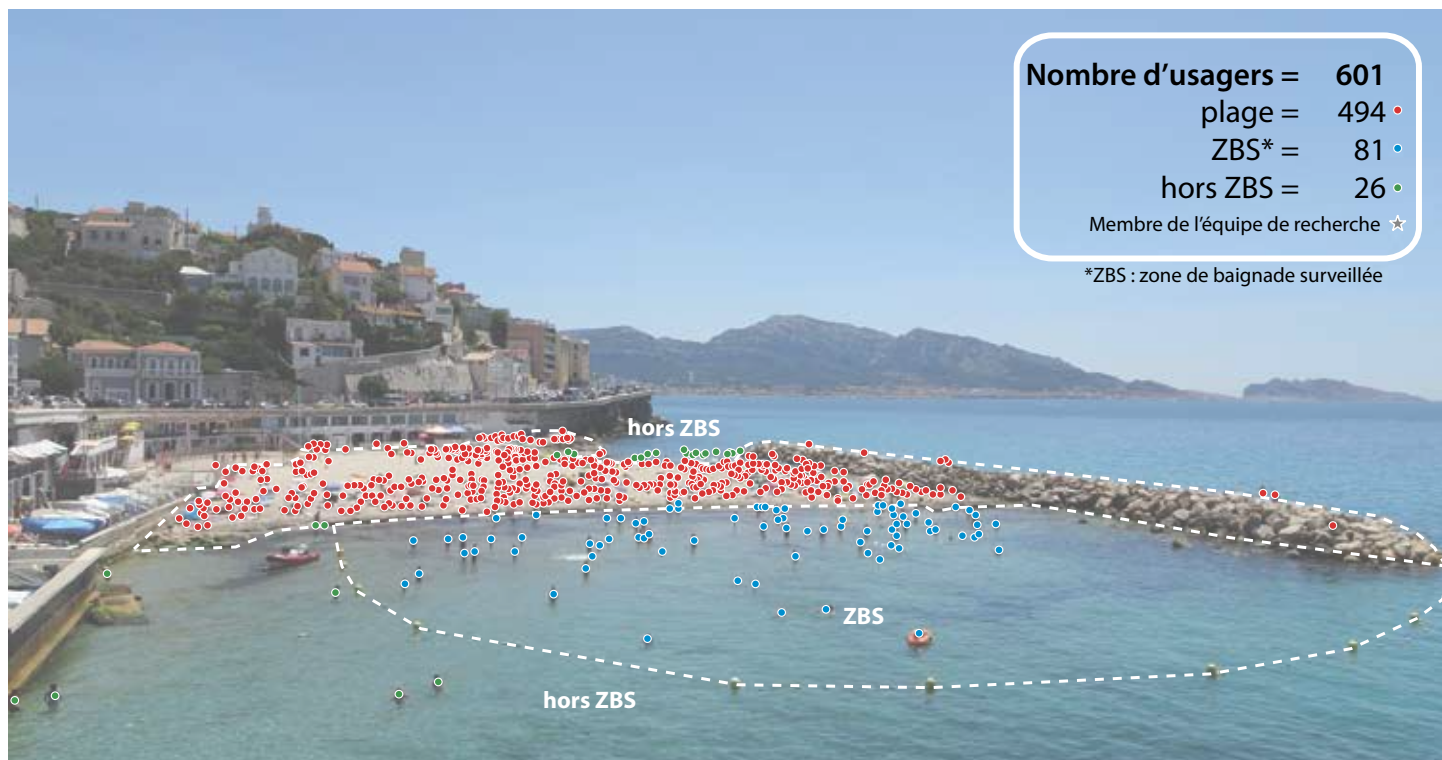 Nombre d’usagers = 601
plage = 494
ZBS* = 81
hors ZBS = 26
Membre de l’équipe de recherche
*ZBS : zone de baignade surveillée
hors ZBS
ZBS
hors ZBS